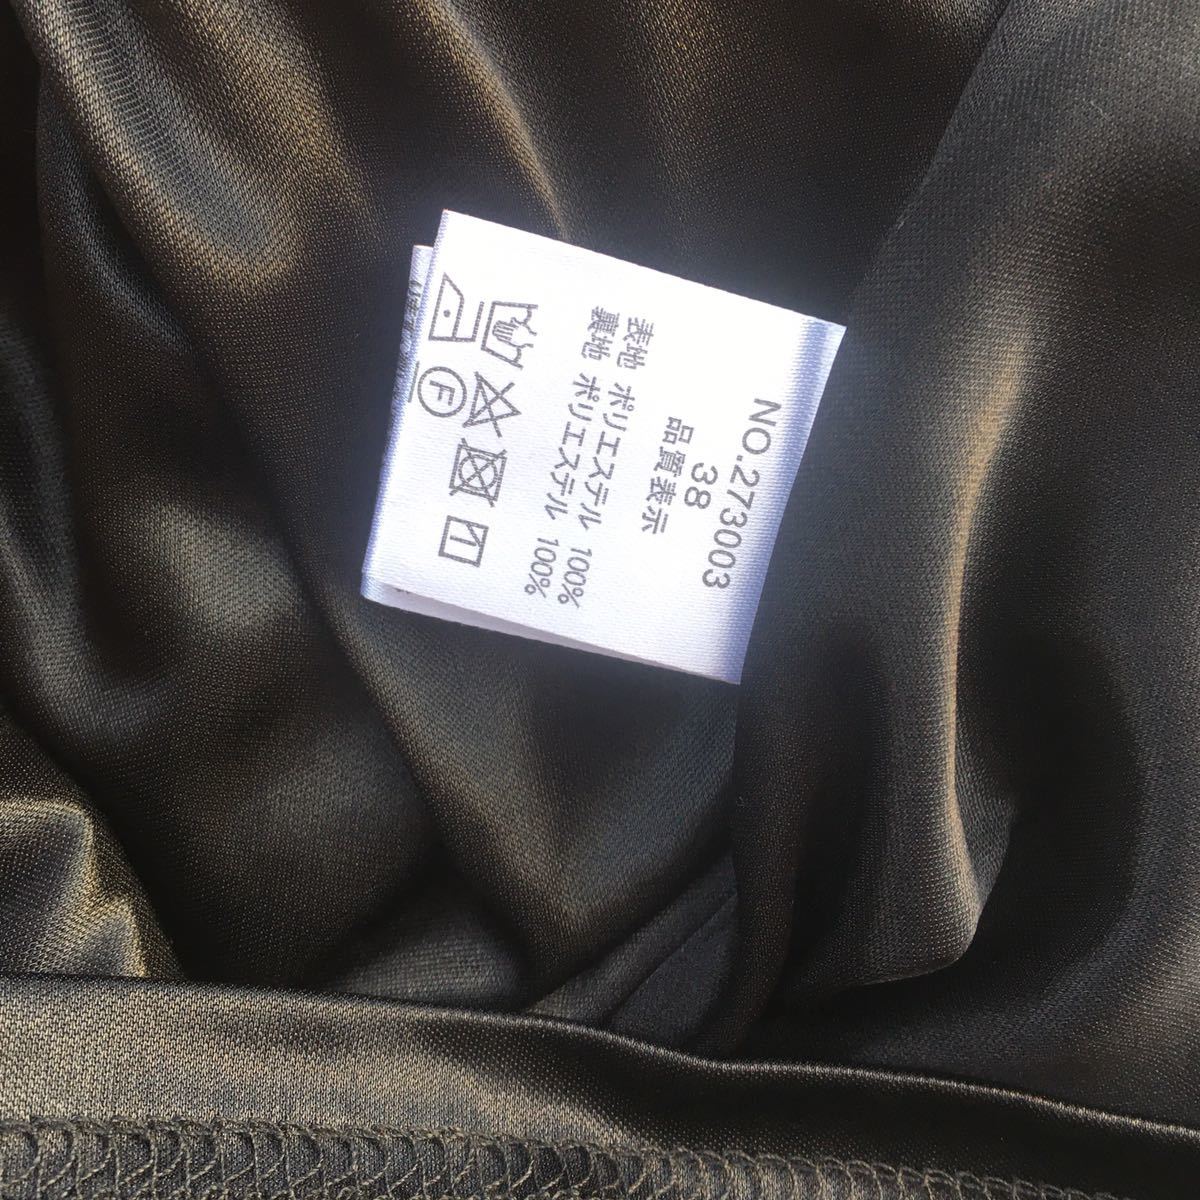 NO.273003
38
品質表示
表地 ポリエステル 100%
裏地 ポリエステル 100%
F